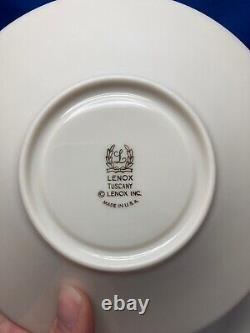 L
LENOX
TUSCANY
© LENOX INC.
MADE IN U.S.A.